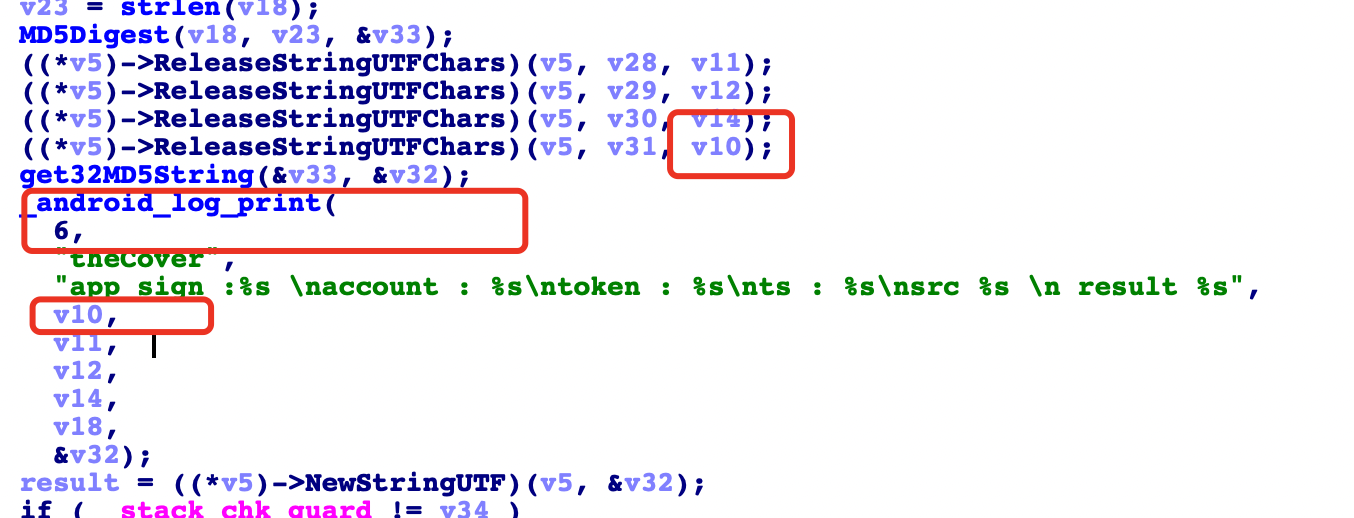 v23 = strlen(v18);
MD5Digest(v18, v23, &v33);
((*v5)->ReleaseStringUTFChars)(v5, v28, v11);
((*v5)->ReleaseStringUTFChars)(v5, v29, v12);
((*v5)->ReleaseStringUTFChars)(v5, v30, v14);
((*v5)->ReleaseStringUTFChars)(v5, v31, v10);
get32MD5String(&v33, &v32);
_android_log_print(
6,
"theCover",
"app sign :%s \naccount : %s\ntoken : %s\nts : %s\nsrc %s \n result %s",
v10,
v11,
v12,
v14,
v18,
&v32);
result = ((*v5)->NewStringUTF)(v5, &v32);
if ( _stack_chk_guard != v34 )